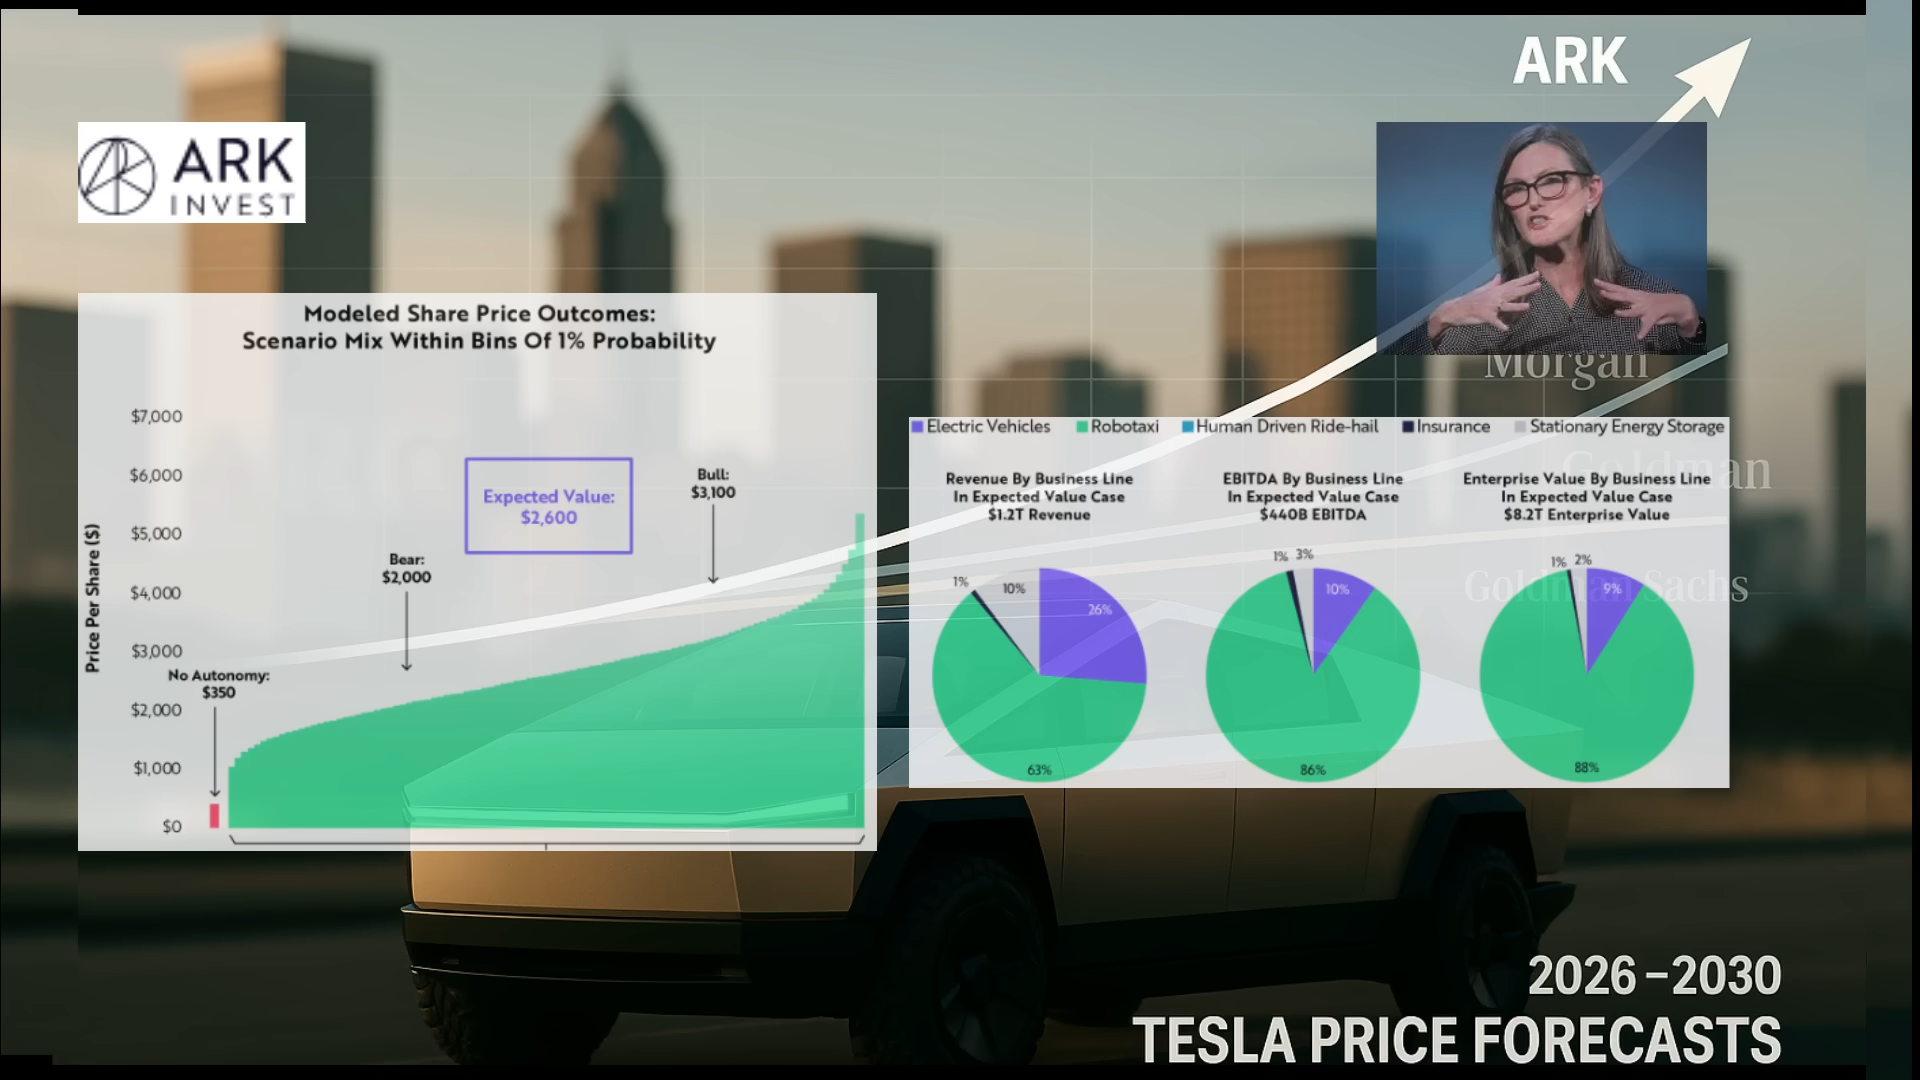 ARK
ARK
INVEST
Modeled Share Price Outcomes:
Scenario Mix Within Bins Of 1% Probability
Price Per Share ($)
$7,000
$6,000
$5,000
$4,000
$3,000
$2,000
$1,000
$0
No Autonomy:
$350
Bear:
$2,000
Expected Value:
$2,600
Bull:
$3,100
Morgan
Goldman
Goldman Sachs
Electric Vehicles Robotaxi Human Driven Ride-hail Insurance Stationary Energy Storage
Revenue By Business Line
In Expected Value Case
$1.2T Revenue
1%
10%
26%
63%
EBITDA By Business Line
In Expected Value Case
$440B EBITDA
1%
3%
10%
86%
Enterprise Value By Business Line
In Expected Value Case
$8.2T Enterprise Value
1%
2%
9%
88%
2026–2030
TESLA PRICE FORECASTS